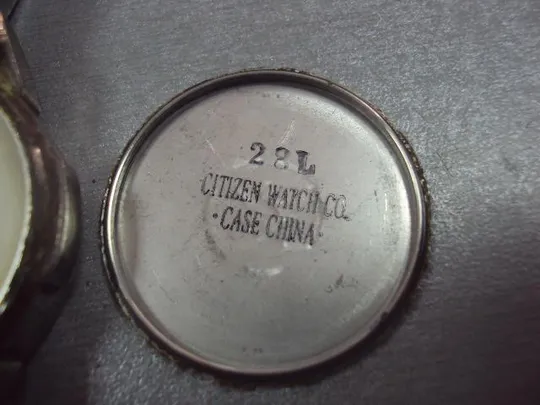 28L
CITIZEN WATCH CO.
·CASE CHINA·